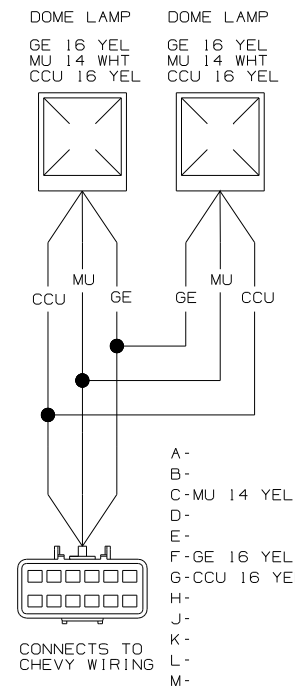 DOME LAMP
GE 16 YEL
MU 14 WHT
CCU 16 YEL
DOME LAMP
GE 16 YEL
MU 14 WHT
CCU 16 YEL
CCU
MU
GE
GE
MU
CCU
A-
B-
C-MU 14 YEL
D-
E-
F-GE 16 YEL
G-CCU 16 YE
H-
J-
K-
L-
M-
CONNECTS TO
CHEVY WIRING